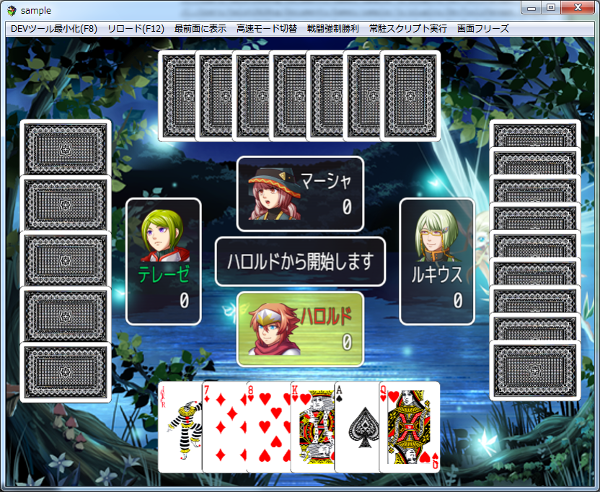 sample
DEVツール最小化(F8) リロード(F12) 最前面に表示 高速モード切替 戦闘強制勝利 常駐スクリプト実行 画面フリーズ
マーシャ
0
テレーゼ
0
ハロルドから開始します
ルキウス
0
ハロルド
0
7 8 K A Q